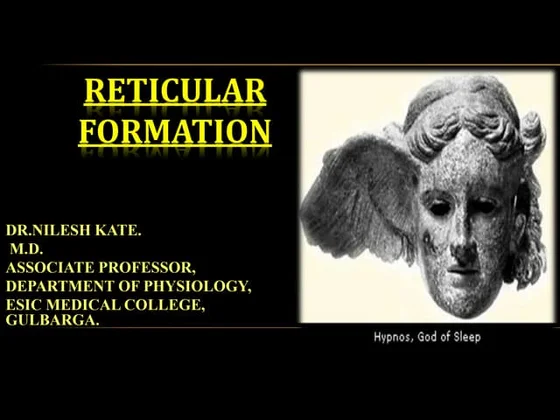 RETICULAR
FORMATION
DR.NILESH KATE.
M.D.
ASSOCIATE PROFESSOR,
DEPARTMENT OF PHYSIOLOGY,
ESIC MEDICAL COLLEGE,
GULBARGA.
Hypnos, God of Sleep